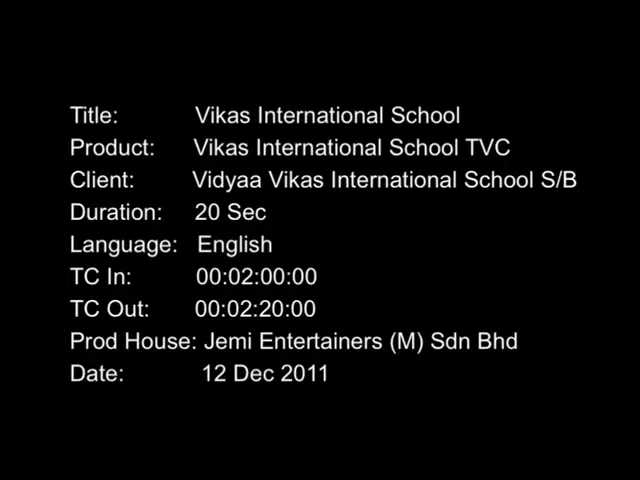 Title: Vikas International School
Product: Vikas International School TVC
Client: Vidyaa Vikas International School S/B
Duration: 20 Sec
Language: English
TC In: 00:02:00:00
TC Out: 00:02:20:00
Prod House: Jemi Entertainers (M) Sdn Bhd
Date: 12 Dec 2011